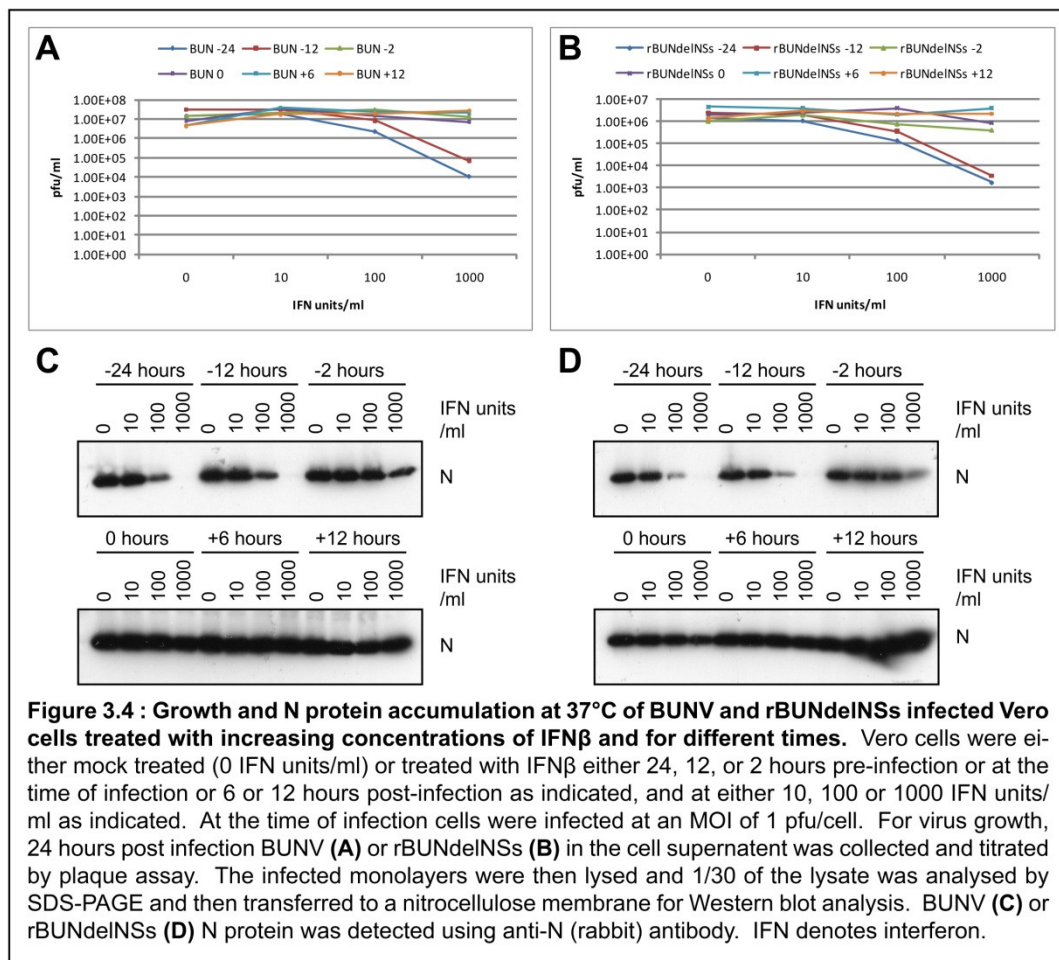 A
BUN -24 BUN -12 BUN -2
BUN 0 BUN +6 BUN +12
1.00E+08
1.00E+07
1.00E+06
1.00E+05
1.00E+04
1.00E+03
1.00E+02
1.00E+01
1.00E+00
pfu/ml
0 10 100 1000
IFN units/ml
B
rBUNdelNSs -24 rBUNdelNSs -12 rBUNdelNSs -2
rBUNdelNSs 0 rBUNdelNSs +6 rBUNdelNSs +12
1.00E+07
1.00E+06
1.00E+05
1.00E+04
1.00E+03
1.00E+02
1.00E+01
1.00E+00
pfu/ml
0 10 100 1000
IFN units/ml
C
-24 hours -12 hours -2 hours
0 10 100 1000 0 10 100 1000 0 10 100 1000
IFN units
/ml
N
0 hours +6 hours +12 hours
0 10 100 1000 0 10 100 1000 0 10 100 1000
IFN units
/ml
N
D
-24 hours -12 hours -2 hours
0 10 100 1000 0 10 100 1000 0 10 100 1000
IFN units
/ml
N
0 hours +6 hours +12 hours
0 10 100 1000 0 10 100 1000 0 10 100 1000
IFN units
/ml
N
Figure 3.4 : Growth and N protein accumulation at 37°C of BUNV and rBUNdelNSs infected Vero
cells treated with increasing concentrations of IFNβ and for different times. Vero cells were ei-
ther mock treated (0 IFN units/ml) or treated with IFNβ either 24, 12, or 2 hours pre-infection or at the
time of infection or 6 or 12 hours post-infection as indicated, and at either 10, 100 or 1000 IFN units/
ml as indicated. At the time of infection cells were infected at an MOI of 1 pfu/cell. For virus growth,
24 hours post infection BUNV (A) or rBUNdelNSs (B) in the cell supernatent was collected and titrated
by plaque assay. The infected monolayers were then lysed and 1/30 of the lysate was analysed by
SDS-PAGE and then transferred to a nitrocellulose membrane for Western blot analysis. BUNV (C) or
rBUNdelNSs (D) N protein was detected using anti-N (rabbit) antibody. IFN denotes interferon.